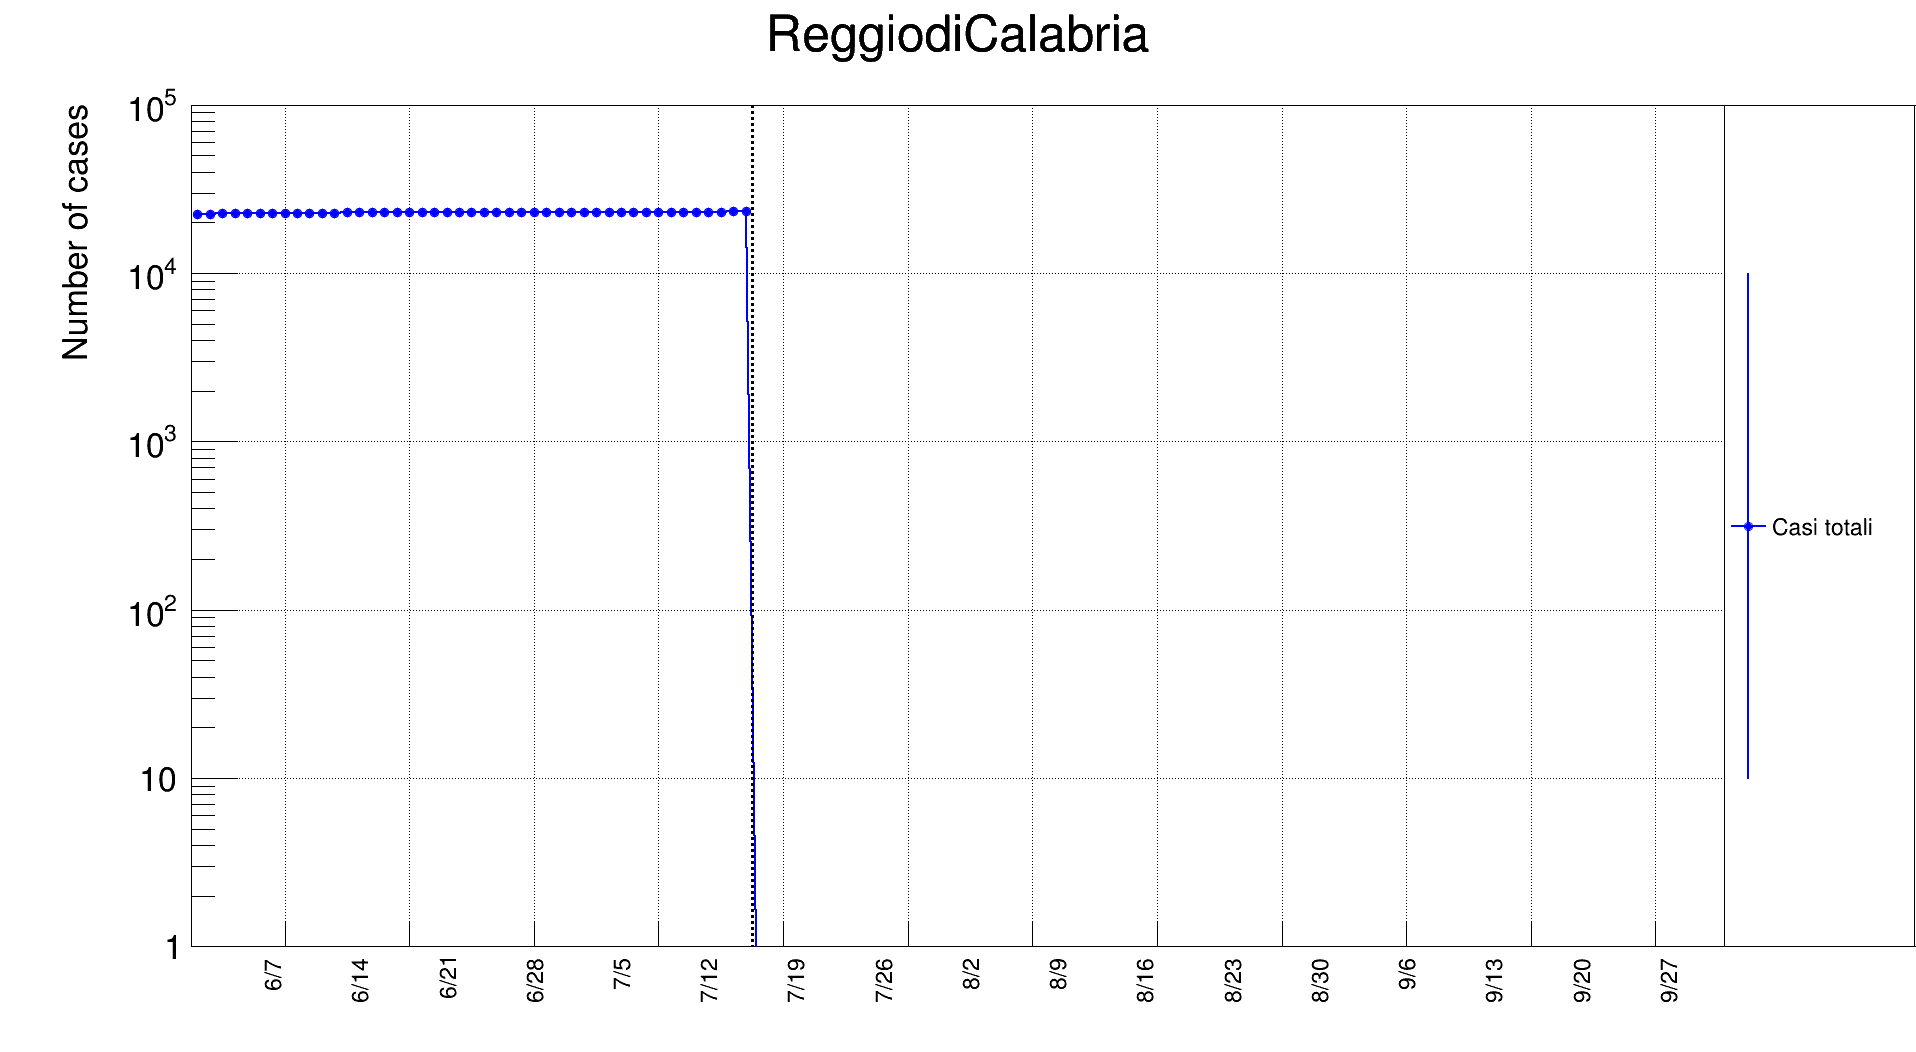 ReggiodiCalabria
Number of cases
10^5
10^4
10^3
10^2
10
1
6/7 6/14 6/21 6/28 7/5 7/12 7/19 7/26 8/2 8/9 8/16 8/23 8/30 9/6 9/13 9/20 9/27
Casi totali